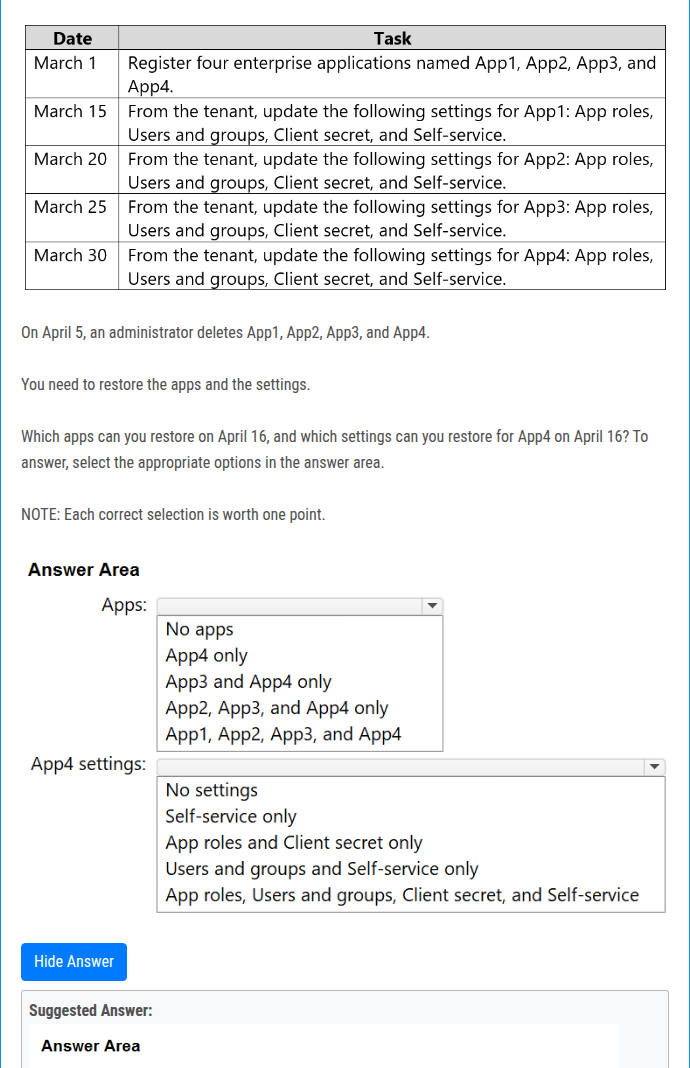 Date Task
March 1 Register four enterprise applications named App1, App2, App3, and
App4.
March 15 From the tenant, update the following settings for App1: App roles,
Users and groups, Client secret, and Self-service.
March 20 From the tenant, update the following settings for App2: App roles,
Users and groups, Client secret, and Self-service.
March 25 From the tenant, update the following settings for App3: App roles,
Users and groups, Client secret, and Self-service.
March 30 From the tenant, update the following settings for App4: App roles,
Users and groups, Client secret, and Self-service.
On April 5, an administrator deletes App1, App2, App3, and App4.
You need to restore the apps and the settings.
Which apps can you restore on April 16, and which settings can you restore for App4 on April 16? To
answer, select the appropriate options in the answer area.
NOTE: Each correct selection is worth one point.
Answer Area
Apps:
No apps
App4 only
App3 and App4 only
App2, App3, and App4 only
App1, App2, App3, and App4
App4 settings:
No settings
Self-service only
App roles and Client secret only
Users and groups and Self-service only
App roles, Users and groups, Client secret, and Self-service
Hide Answer
Suggested Answer:
Answer Area